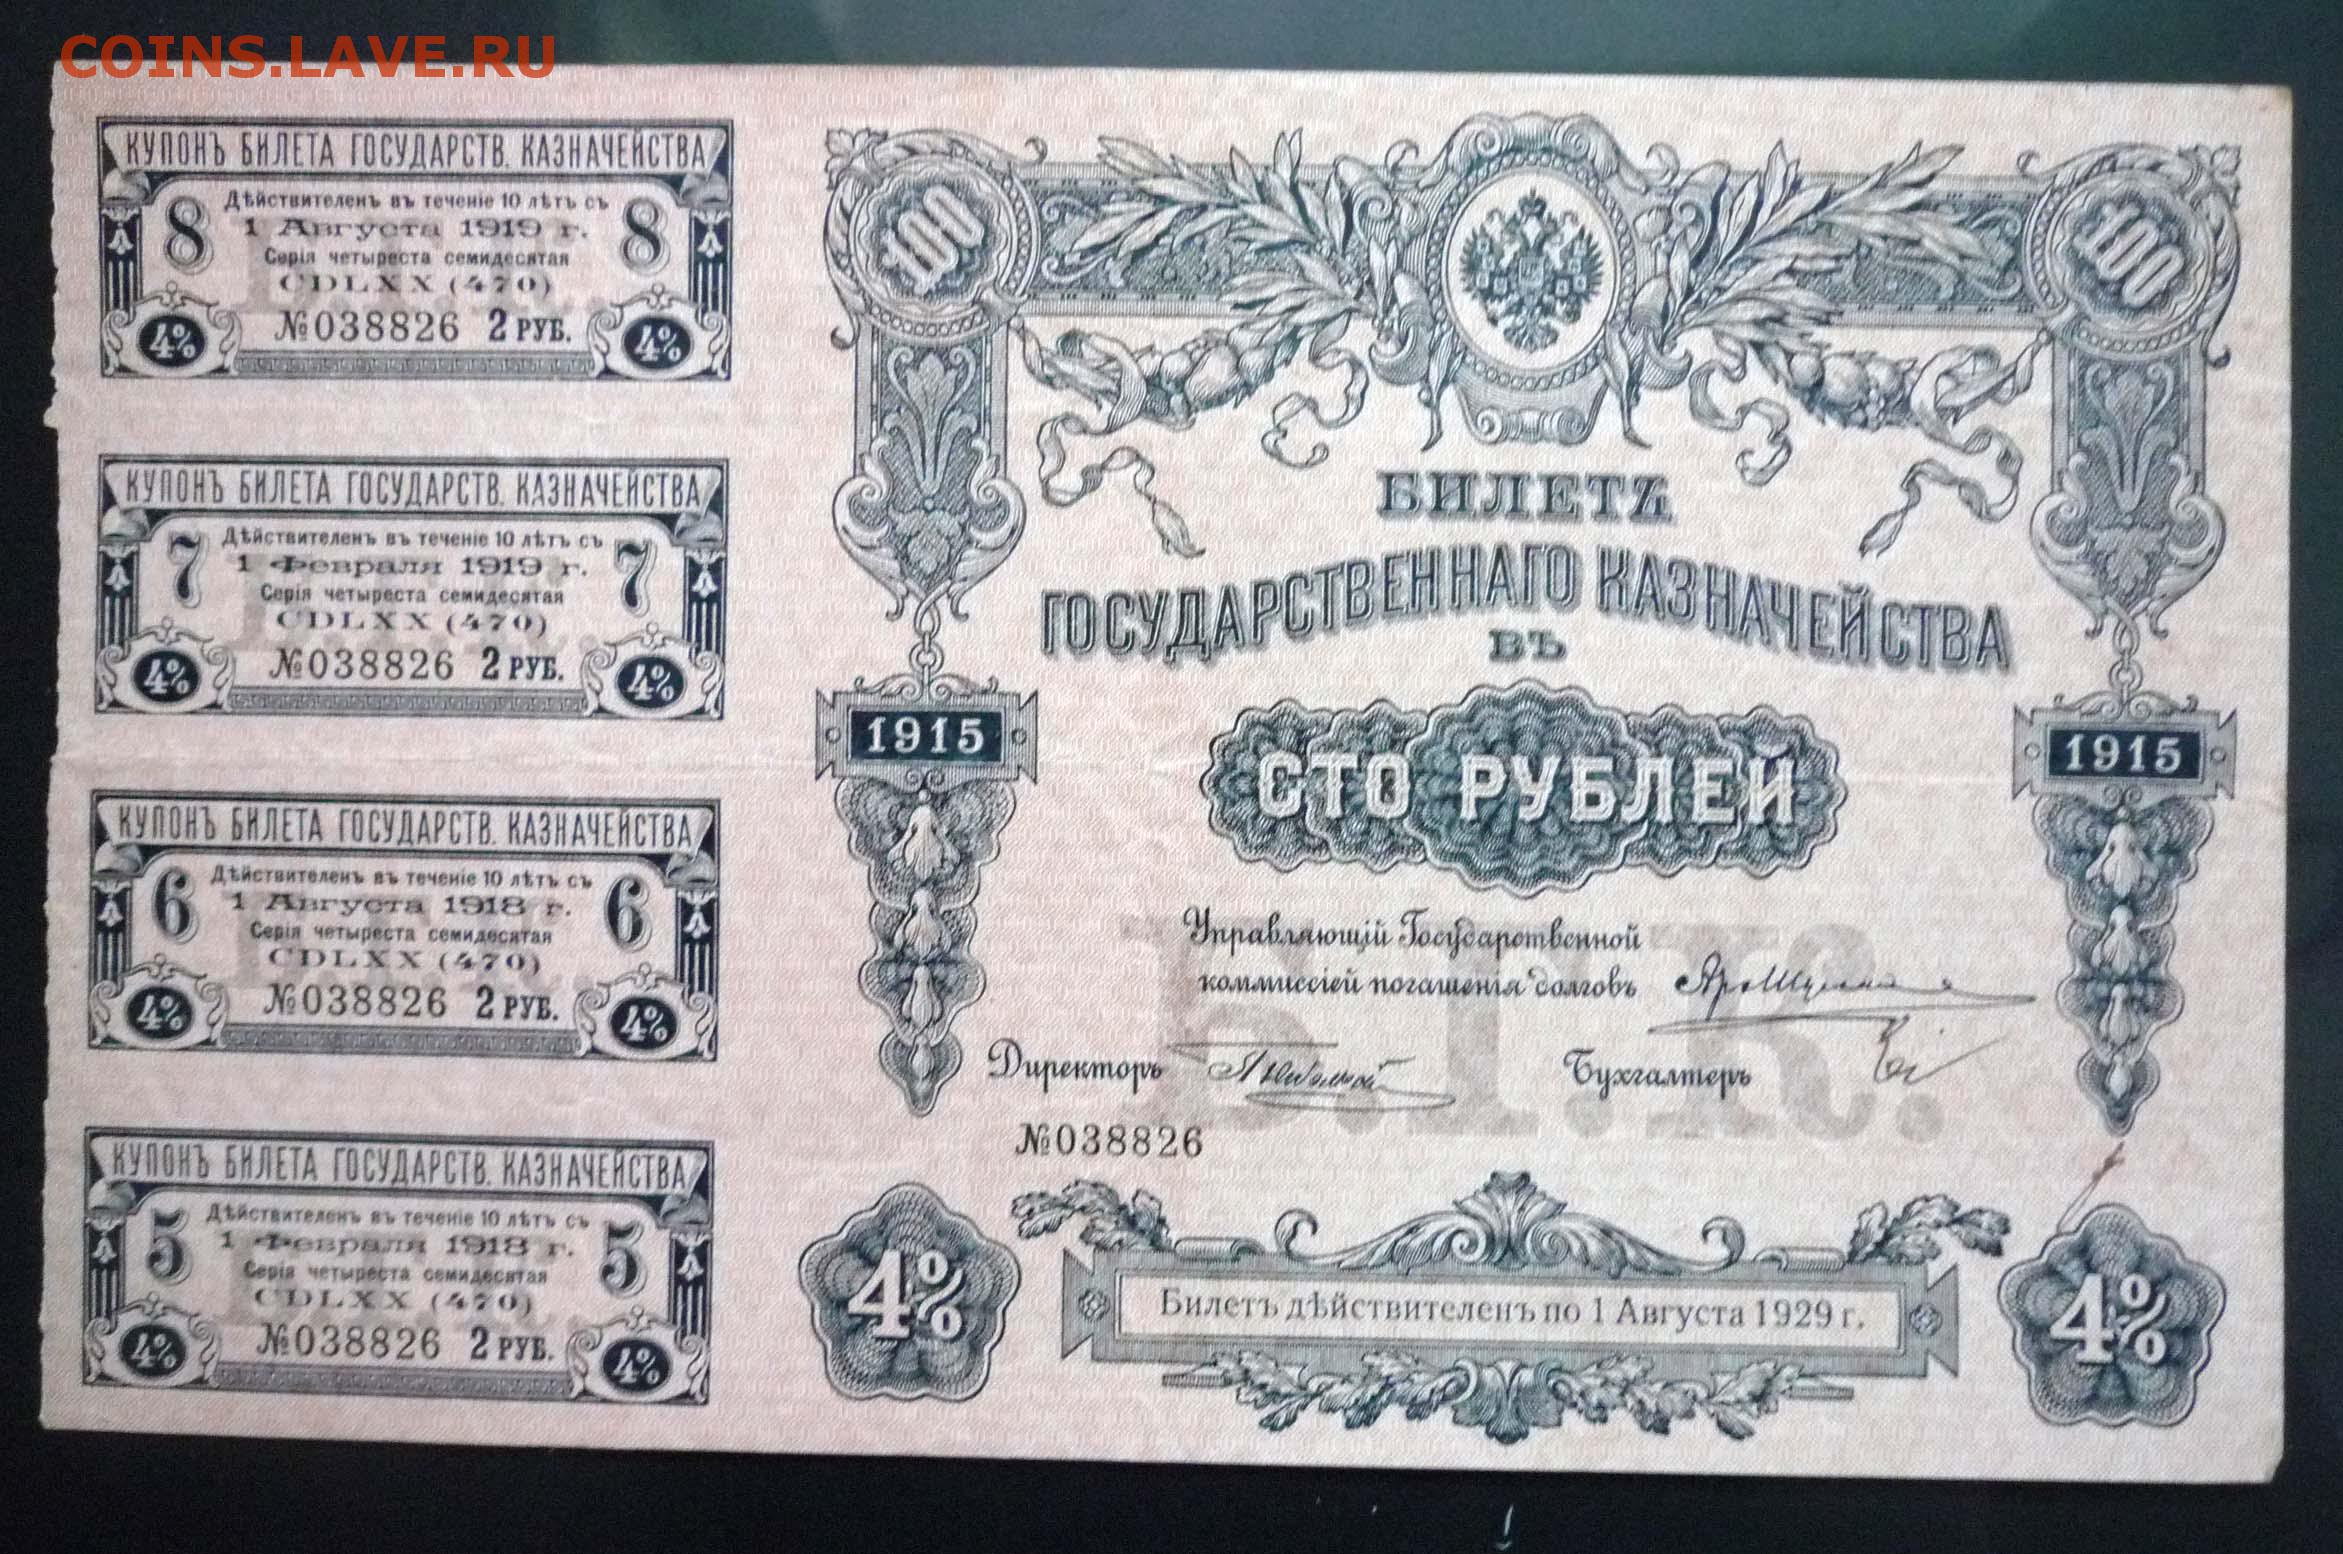 COINS.LAVE.RU
КУПОНЪ БИЛЕТА ГОСУДАРСТВ. КАЗНАЧЕЙСТВА
Дѣйствителенъ въ теченіе 10 лѣтъ съ
8 1 Августа 1919 г. 8
Серія четыреста семидесятая
CDLXX (470)
№038826 2 РУБ.
4% 4%
КУПОНЪ БИЛЕТА ГОСУДАРСТВ. КАЗНАЧЕЙСТВА
Дѣйствителенъ въ теченіе 10 лѣтъ съ
7 1 Февраля 1919 г. 7
Серія четыреста семидесятая
CDLXX (470)
№038826 2 РУБ.
4% 4%
КУПОНЪ БИЛЕТА ГОСУДАРСТВ. КАЗНАЧЕЙСТВА
Дѣйствителенъ въ теченіе 10 лѣтъ съ
6 1 Августа 1918 г. 6
Серія четыреста семидесятая
CDLXX (470)
№038826 2 РУБ.
4% 4%
КУПОНЪ БИЛЕТА ГОСУДАРСТВ. КАЗНАЧЕЙСТВА
Дѣйствителенъ въ теченіе 10 лѣтъ съ
5 1 Февраля 1918 г. 5
Серія четыреста семидесятая
CDLXX (470)
№038826 2 РУБ.
4% 4%
100 100
БИЛЕТЪ
ГОСУДАРСТВЕННАГО КАЗНАЧЕЙСТВА
ВЪ
1915 1915
СТО РУБЛЕЙ
Управляющій Государственной
коммиссіей погашенія долговъ
Директоръ Бухгалтеръ
Б.Г.К.
№038826
4% 4%
Билетъ дѣйствителенъ по 1 Августа 1929 г.